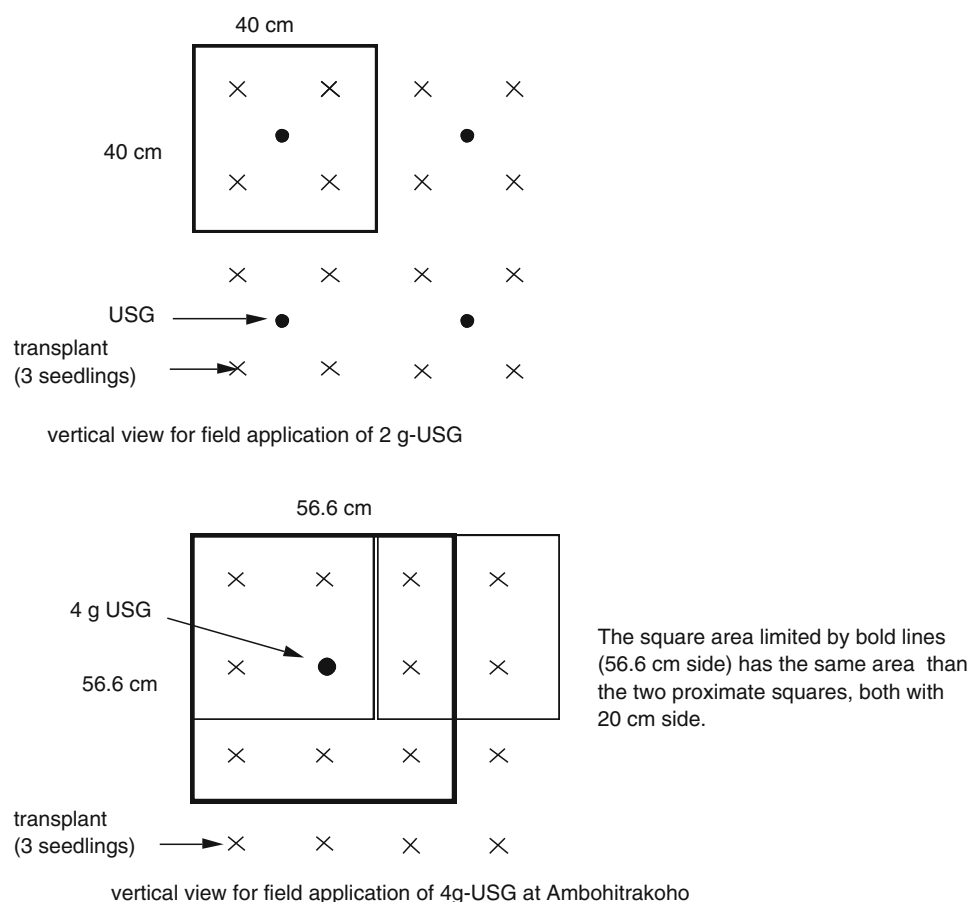 40 cm
40 cm
USG
transplant
(3 seedlings)
vertical view for field application of 2 g-USG
56.6 cm
4 g USG
56.6 cm
The square area limited by bold lines
(56.6 cm side) has the same area than
the two proximate squares, both with
20 cm side.
transplant
(3 seedlings)
vertical view for field application of 4g-USG at Ambohitrakoho